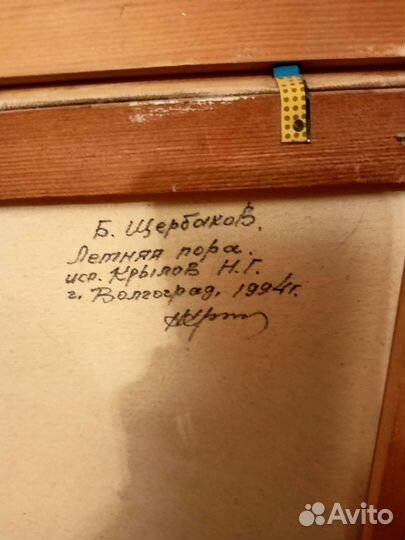 Б. Щербаков.
Летняя пора.
исп. Крылов Н.Г.
г. Волгоград, 1994г.
Avito